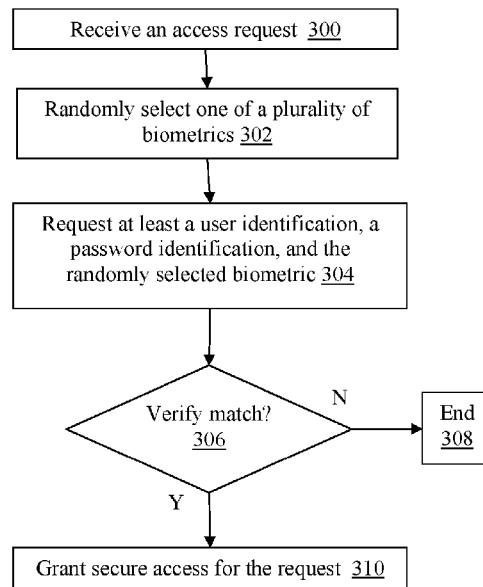 Receive an access request 300
Randomly select one of a plurality of
biometrics 302
Request at least a user identification, a
password identification, and the
randomly selected biometric 304
Verify match?
306
N
End
308
Y
Grant secure access for the request 310